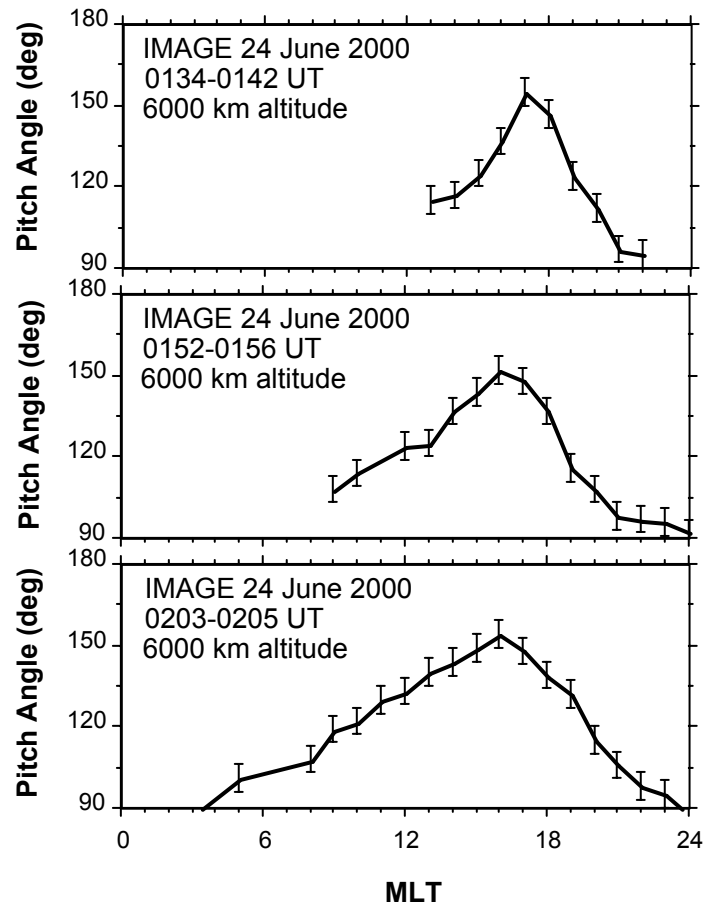 180
150
120
90
Pitch Angle (deg)
IMAGE 24 June 2000
0134-0142 UT
6000 km altitude
180
150
120
90
Pitch Angle (deg)
IMAGE 24 June 2000
0152-0156 UT
6000 km altitude
180
150
120
90
Pitch Angle (deg)
IMAGE 24 June 2000
0203-0205 UT
6000 km altitude
0 6 12 18 24
MLT